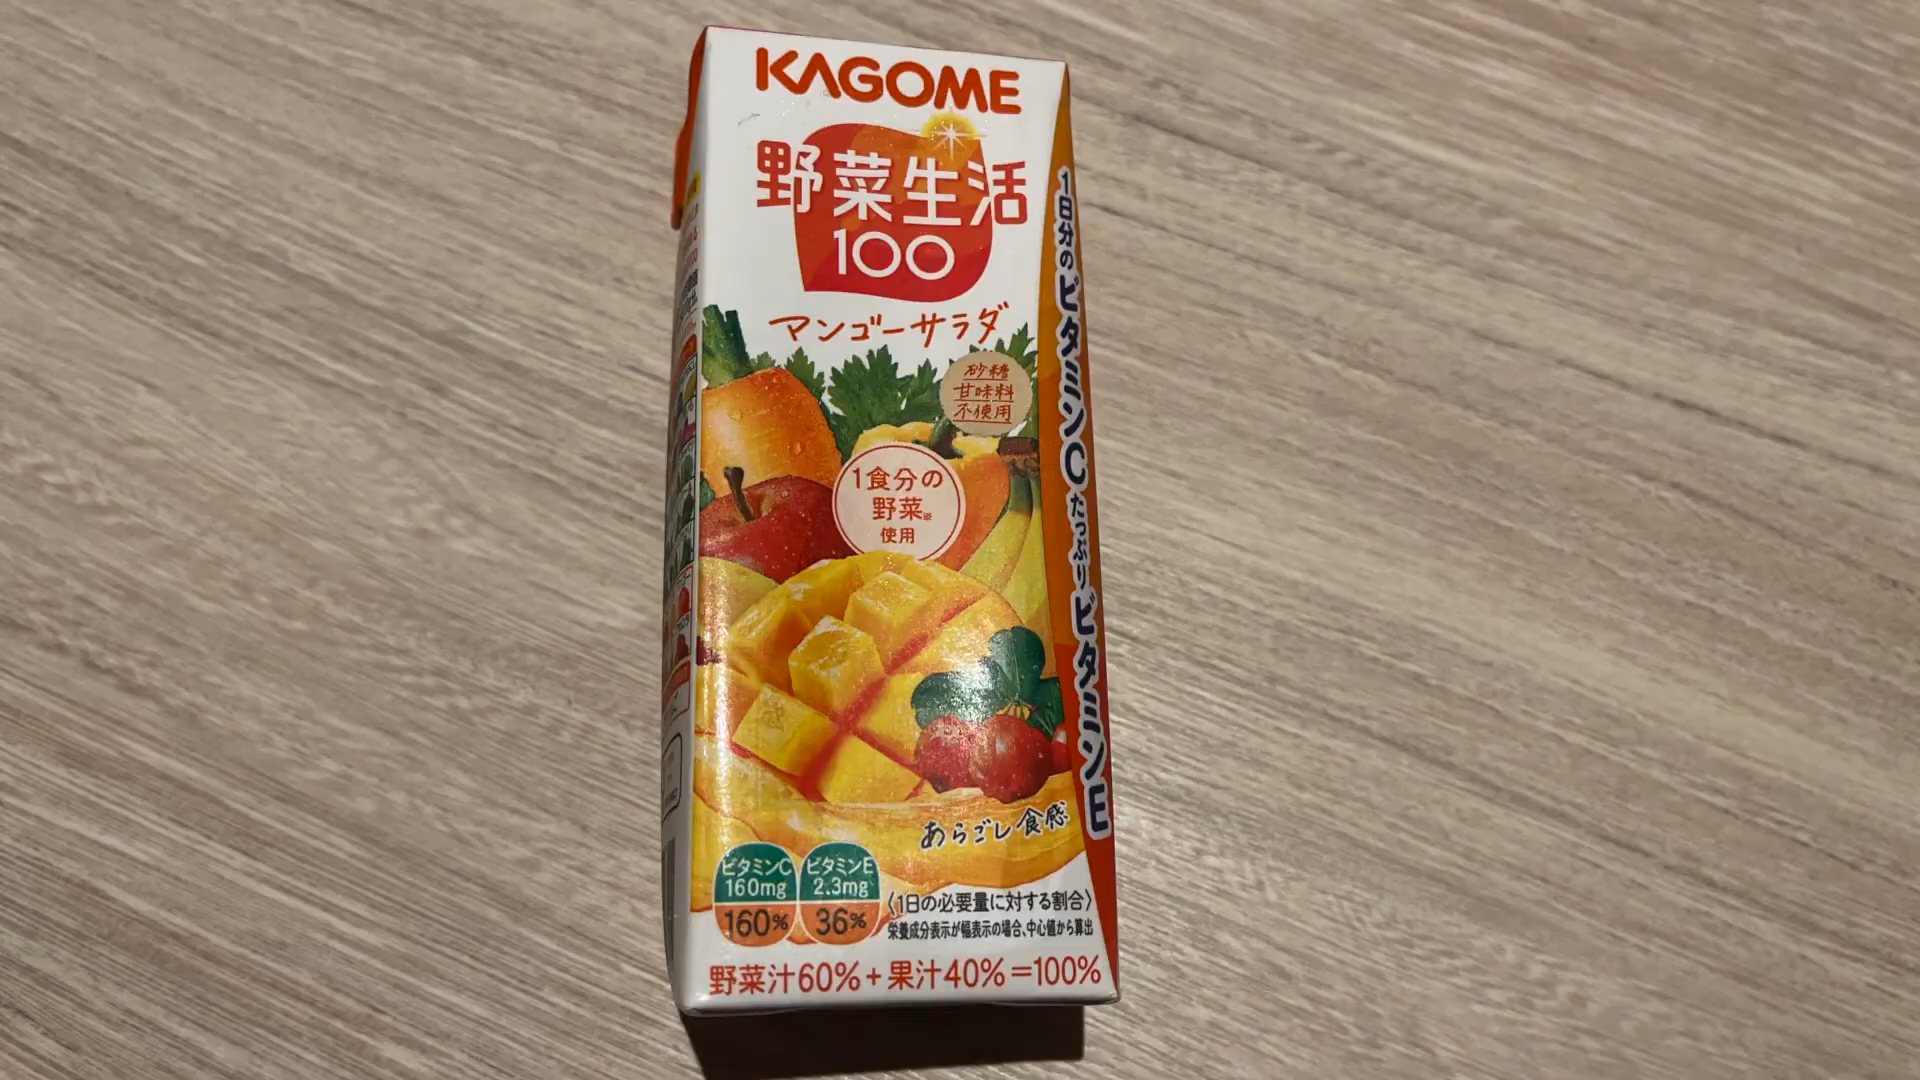 KAGOME
野菜生活
100
マンゴーサラダ
砂糖
甘味料
不使用
1食分の
野菜※
使用
1日分のビタミンCたっぷりビタミンE
あらごし食感
ビタミンC
160mg
160%
ビタミンE
2.3mg
36%
〈1日の必要量に対する割合〉
栄養成分表示が幅表示の場合、中心値から算出
野菜汁60%+果汁40%=100%